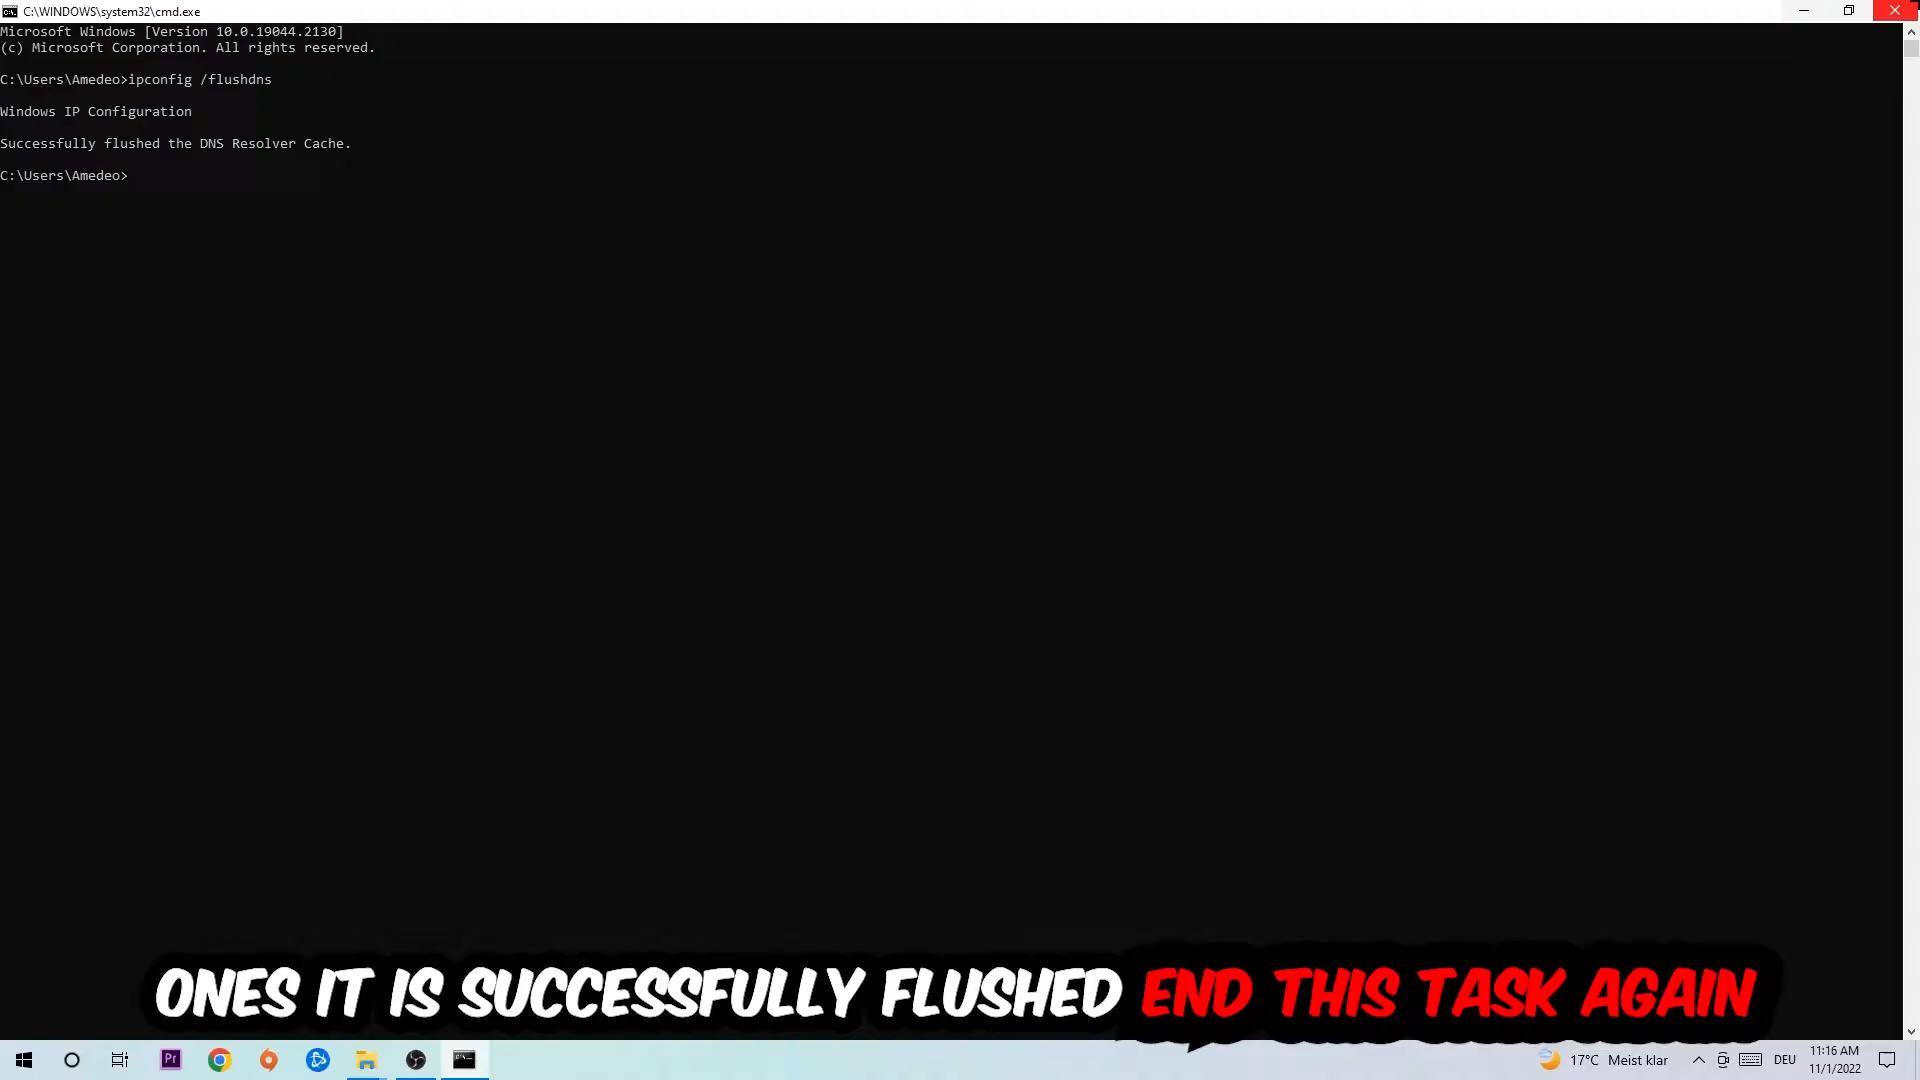 C:\WINDOWS\system32\cmd.exe
Microsoft Windows [Version 10.0.19044.2130]
(c) Microsoft Corporation. All rights reserved.
C:\Users\Amedeo>ipconfig /flushdns
Windows IP Configuration
Successfully flushed the DNS Resolver Cache.
C:\Users\Amedeo>
ONES IT IS SUCCESSFULLY FLUSHED END THIS TASK AGAIN
Pr
17°C Meist klar
DEU
11:16 AM
11/1/2022